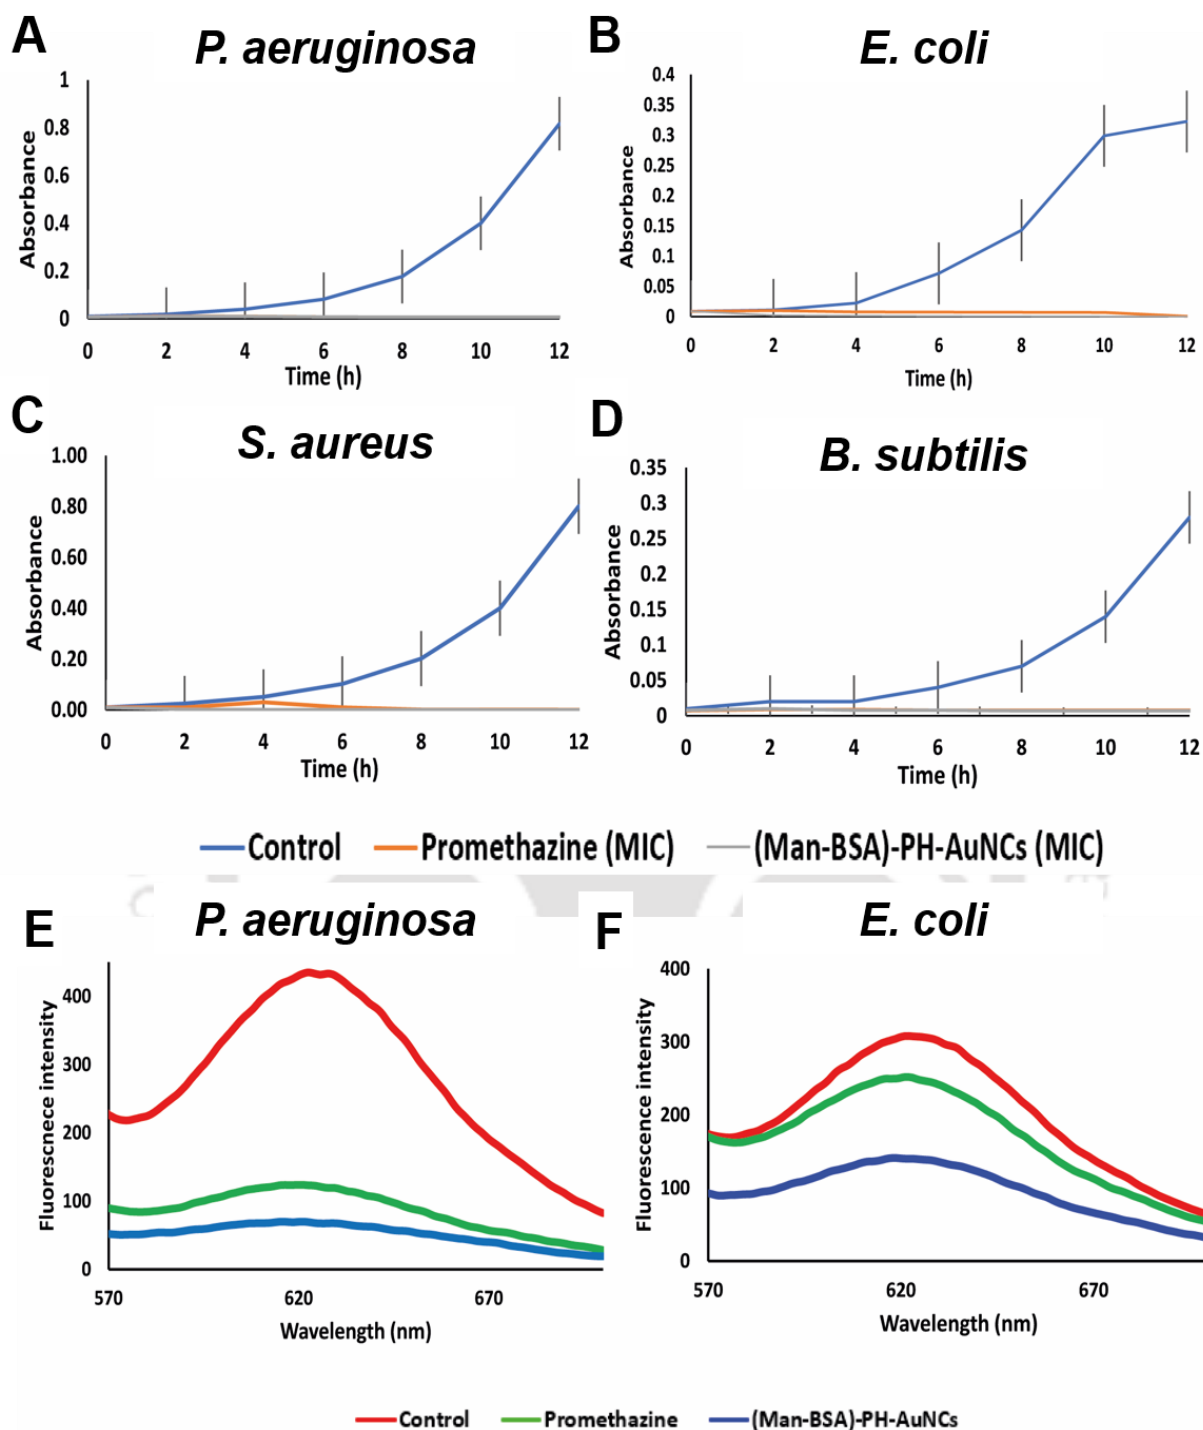 A
P. aeruginosa
Absorbance
1
0.8
0.6
0.4
0.2
0
0 2 4 6 8 10 12
Time (h)
B
E. coli
Absorbance
0.4
0.35
0.3
0.25
0.2
0.15
0.1
0.05
0
0 2 4 6 8 10 12
Time (h)
C
S. aureus
Absorbance
1.00
0.80
0.60
0.40
0.20
0.00
0 2 4 6 8 10 12
Time (h)
D
B. subtilis
Absorbance
0.35
0.3
0.25
0.2
0.15
0.1
0.05
0
0 2 4 6 8 10 12
Time (h)
Control Promethazine (MIC) (Man-BSA)-PH-AuNCs (MIC)
E
P. aeruginosa
Fluorescnece intensity
400
300
200
100
0
570 620 670
Wavelength (nm)
F
E. coli
Fluorescence intensity
400
300
200
100
0
570 620 670
Wavelength (nm)
Control Promethazine (Man-BSA)-PH-AuNCs